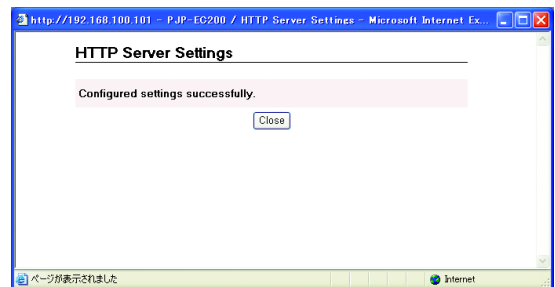 http://192.168.100.101 - PJP-EC200 / HTTP Server Settings - Microsoft Internet Ex...
HTTP Server Settings
Configured settings successfully.
Close
ページが表示されました
Internet